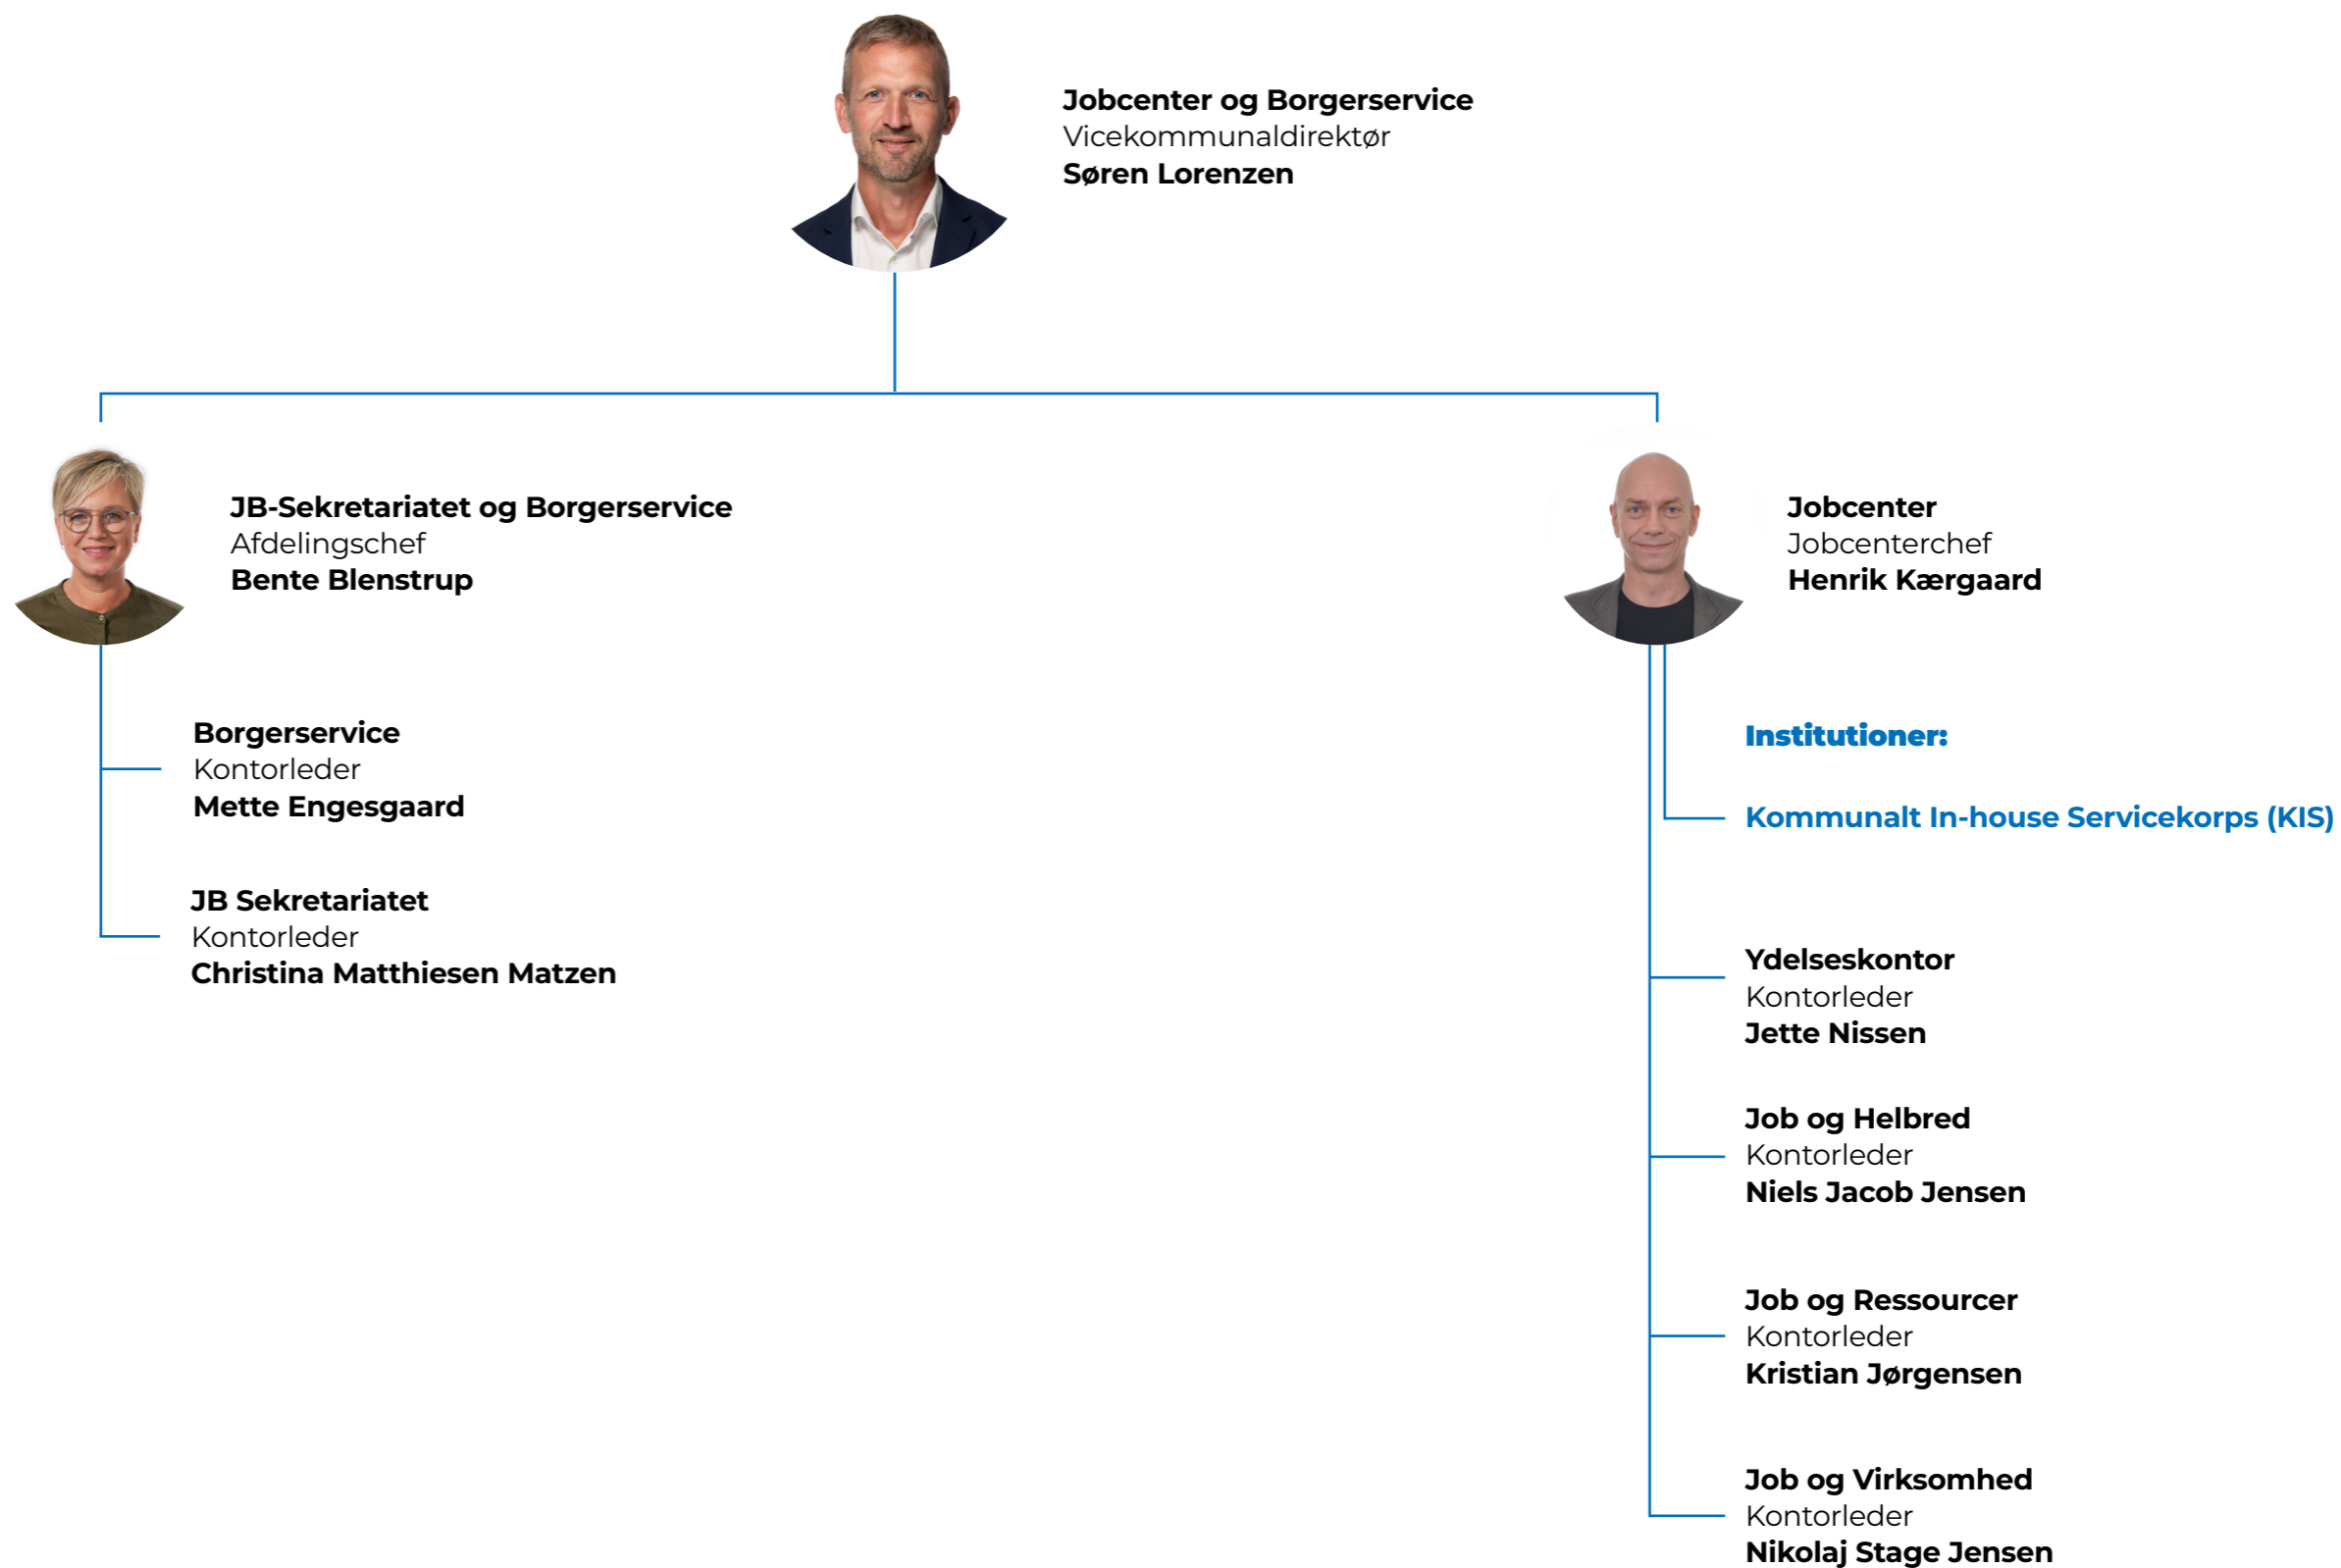 Jobcenter og Borgerservice
Vicekommunaldirektør
Søren Lorenzen
JB-Sekretariatet og Borgerservice
Afdelingschef
Bente Blenstrup
Borgerservice
Kontorleder
Mette Engesgaard
JB Sekretariatet
Kontorleder
Christina Matthiesen Matzen
Jobcenter
Jobcenterchef
Henrik Kærgaard
Institutioner:
Kommunalt In-house Servicekorps (KIS)
Ydelseskontor
Kontorleder
Jette Nissen
Job og Helbred
Kontorleder
Niels Jacob Jensen
Job og Ressourcer
Kontorleder
Kristian Jørgensen
Job og Virksomhed
Kontorleder
Nikolaj Stage Jensen